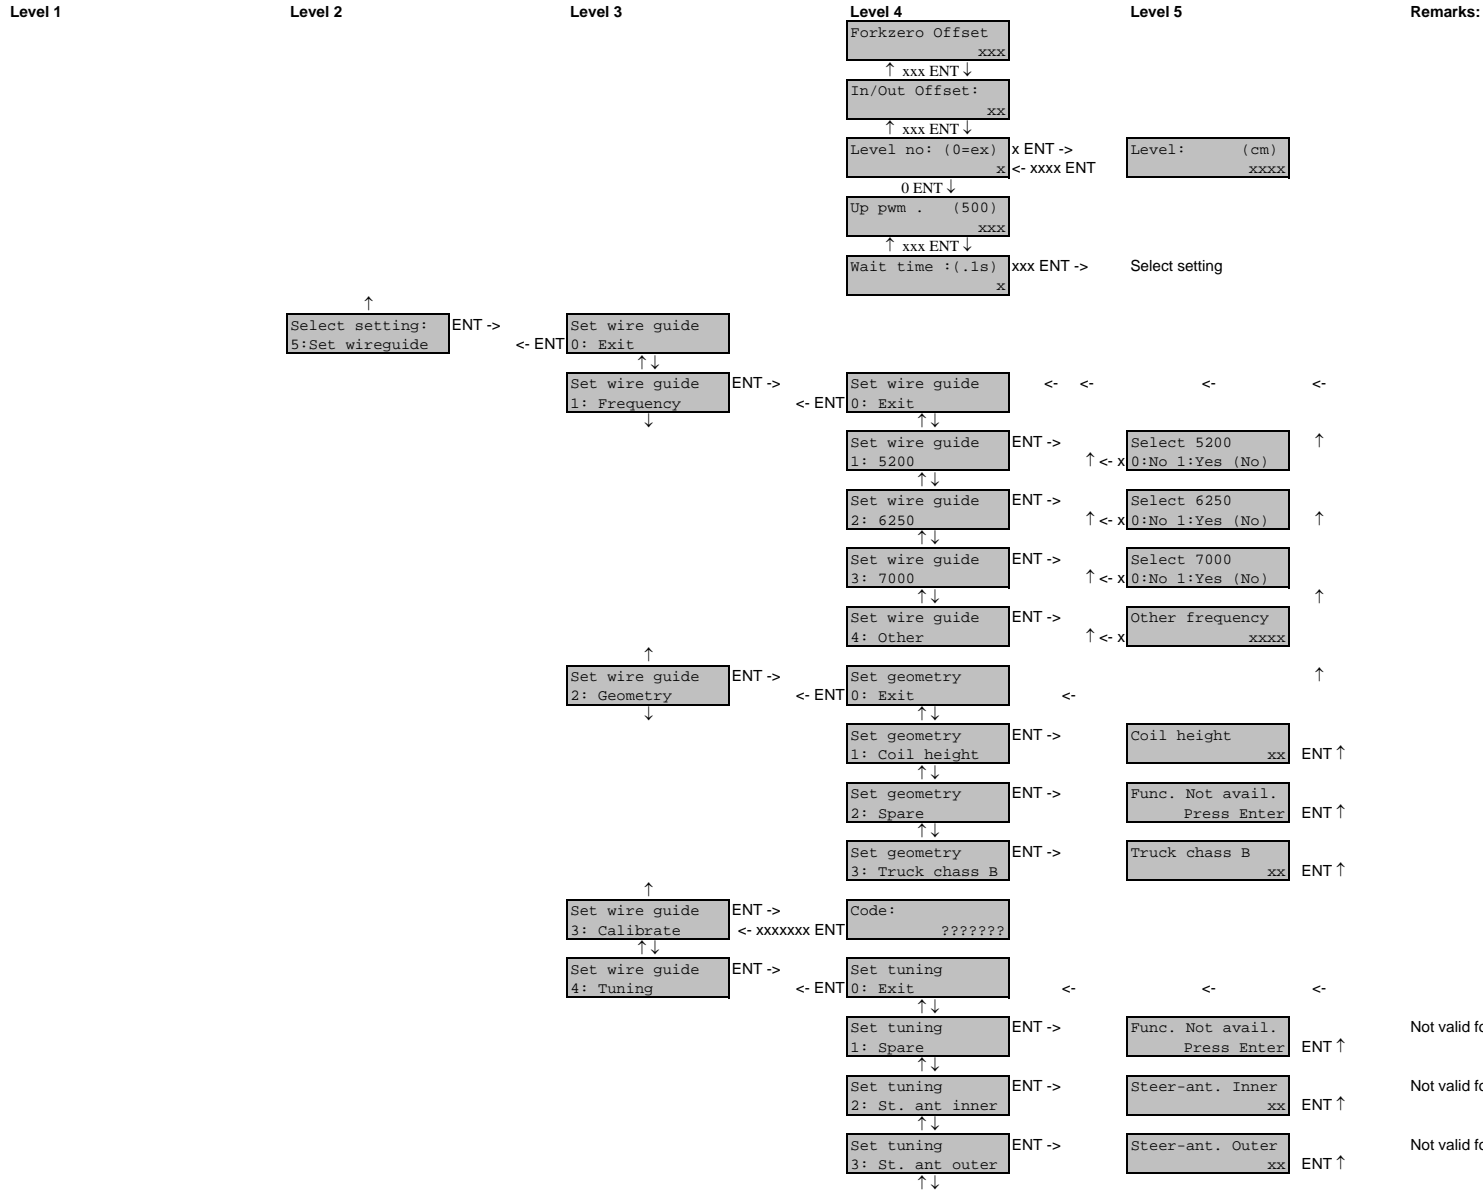 Level 1 Level 2 Level 3 Level 4 Level 5 Remarks:
Forkzero Offset
xxx
↑ xxx ENT ↓
In/Out Offset:
xx
↑ xxx ENT ↓
Level no: (0=ex) x ENT -> Level: (cm)
x <- xxxx ENT xxxx
0 ENT ↓
Up pwm . (500)
xxx
↑ xxx ENT ↓
Wait time :(.1s) xxx ENT -> Select setting
x
↑
Select setting: ENT -> Set wire guide
5:Set wireguide <- ENT 0: Exit
↑↓
Set wire guide ENT -> Set wire guide <- <- <- <-
1: Frequency <- ENT 0: Exit
↓ ↑↓
Set wire guide ENT -> Select 5200 ↑
1: 5200 ↑ <- x 0:No 1:Yes (No)
↑↓
Set wire guide ENT -> Select 6250
2: 6250 ↑ <- x 0:No 1:Yes (No) ↑
↑↓
Set wire guide ENT -> Select 7000
3: 7000 ↑ <- x 0:No 1:Yes (No)
↑↓ ↑
Set wire guide ENT -> Other frequency
4: Other ↑ <- x xxxx
↑
Set wire guide ENT -> Set geometry ↑
2: Geometry <- ENT 0: Exit <-
↓ ↑↓
Set geometry ENT -> Coil height
1: Coil height xx ENT ↑
↑↓
Set geometry ENT -> Func. Not avail.
2: Spare Press Enter ENT ↑
↑↓
Set geometry ENT -> Truck chass B
3: Truck chass B xx ENT ↑
↑
Set wire guide ENT -> Code:
3: Calibrate <- xxxxxxx ENT ???????
↑↓
Set wire guide ENT -> Set tuning
4: Tuning <- ENT 0: Exit <- <- <-
↑↓
Set tuning ENT -> Func. Not avail. Not valid fo
1: Spare Press Enter ENT ↑
↑↓
Set tuning ENT -> Steer-ant. Inner Not valid fo
2: St. ant inner xx ENT ↑
↑↓
Set tuning ENT -> Steer-ant. Outer Not valid fo
3: St. ant outer xx ENT ↑
↑↓